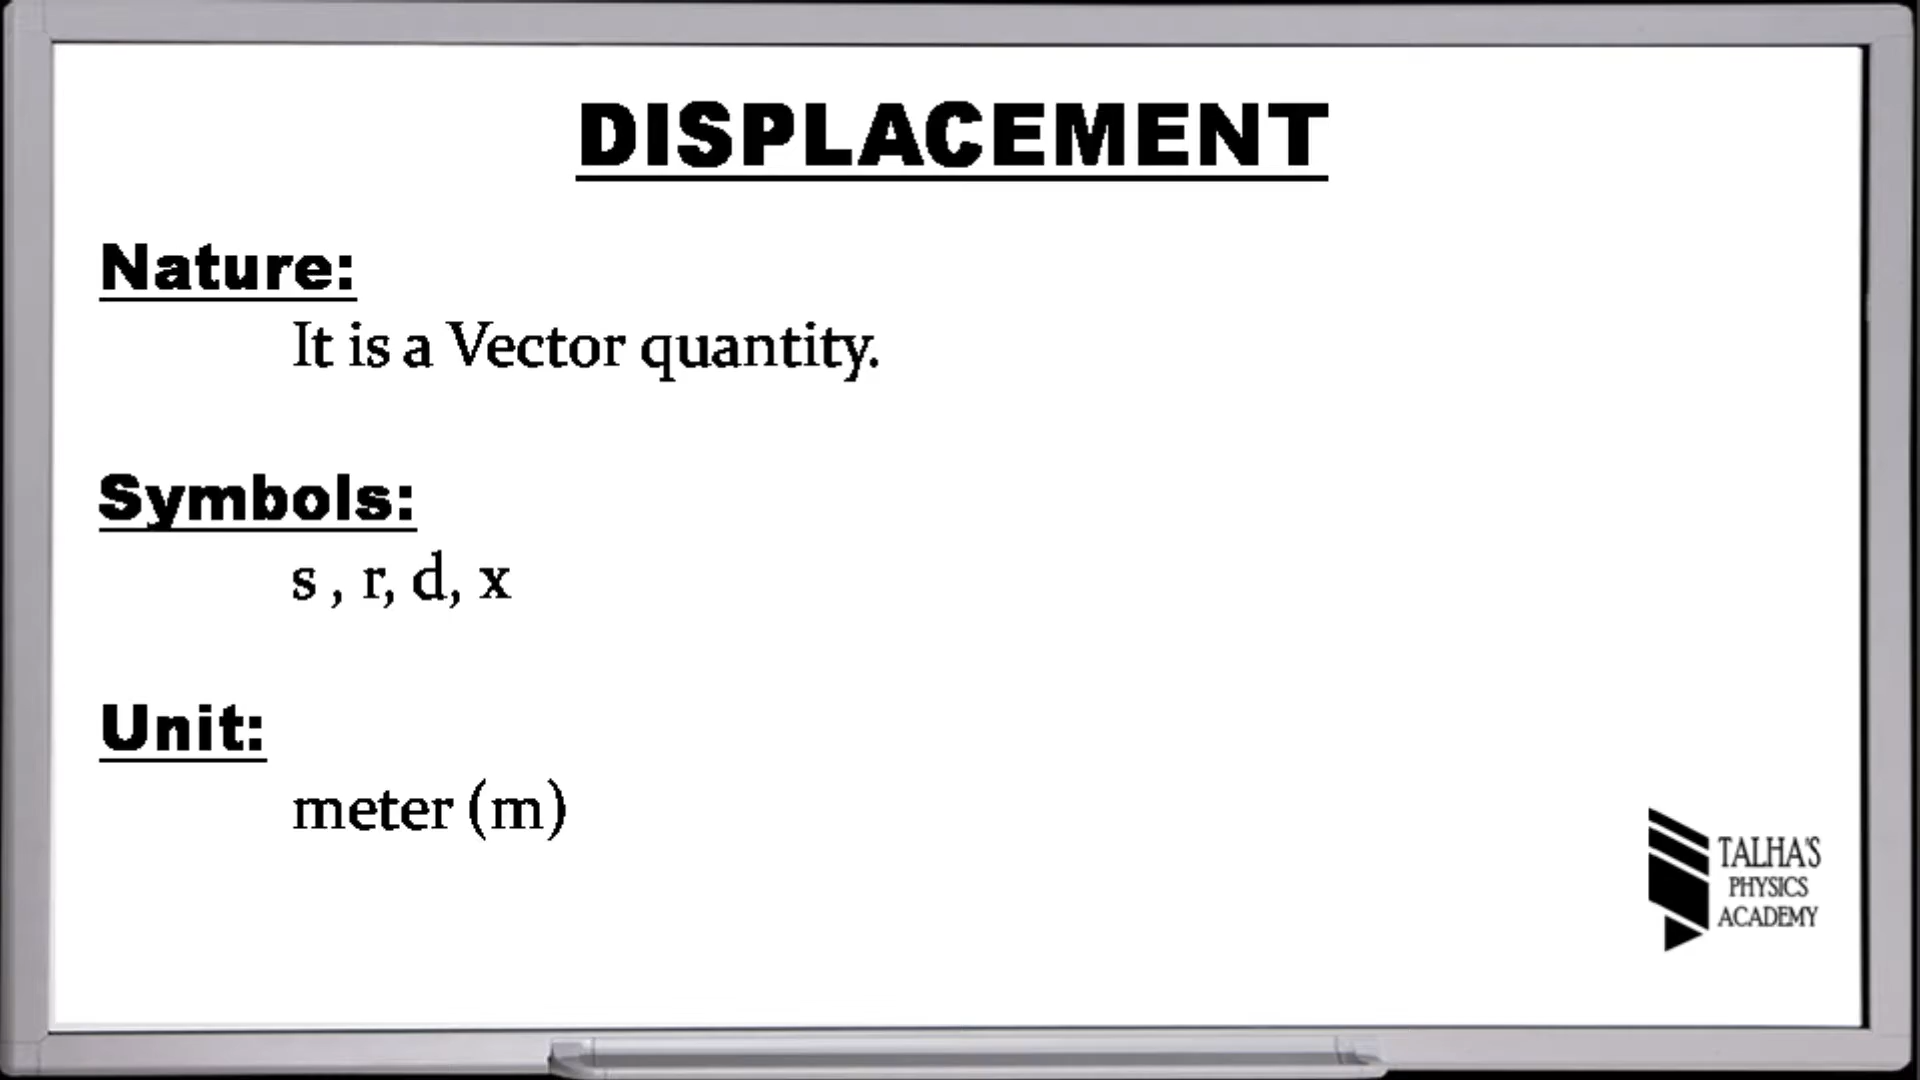 DISPLACEMENT
Nature:
It is a Vector quantity.
Symbols:
s , r, d, x
Unit:
meter (m)
TALHA'S
PHYSICS
ACADEMY